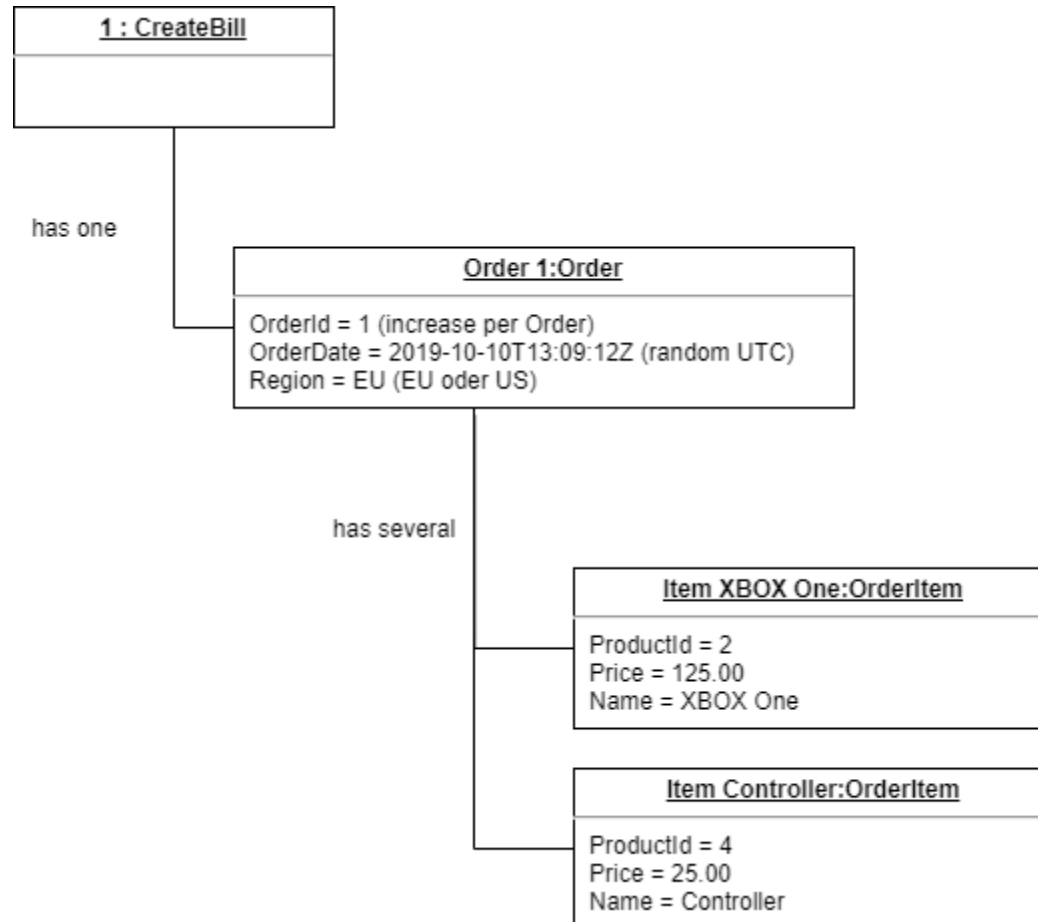 1 : CreateBill
has one
Order 1:Order
OrderId = 1 (increase per Order)
OrderDate = 2019-10-10T13:09:12Z (random UTC)
Region = EU (EU oder US)
has several
Item XBOX One:OrderItem
ProductId = 2
Price = 125.00
Name = XBOX One
Item Controller:OrderItem
ProductId = 4
Price = 25.00
Name = Controller